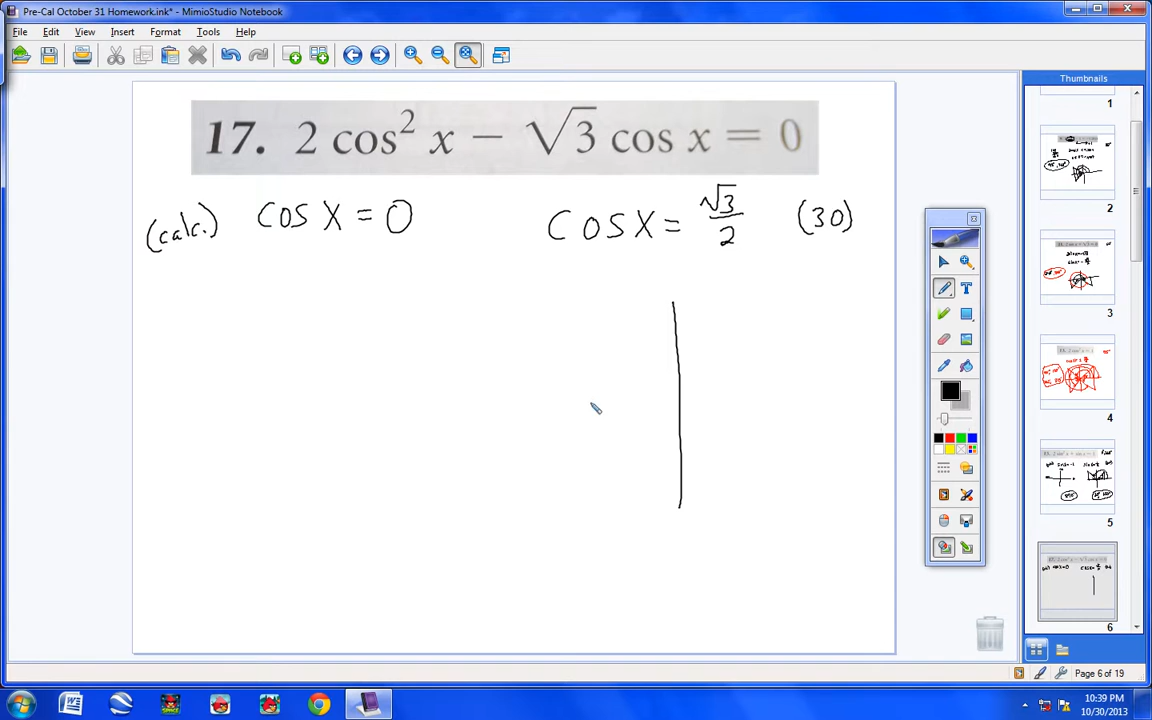 Pre-Cal October 31 Homework.ink* - MimioStudio Notebook
File Edit View Insert Format Tools Help
Thumbnails
17. 2 cos² x − √3 cos x = 0
(calc.) cos x = 0 cos x = √3/2 (30)
1
2
3
4
5
6
Page 6 of 19
10:39 PM
10/30/2013